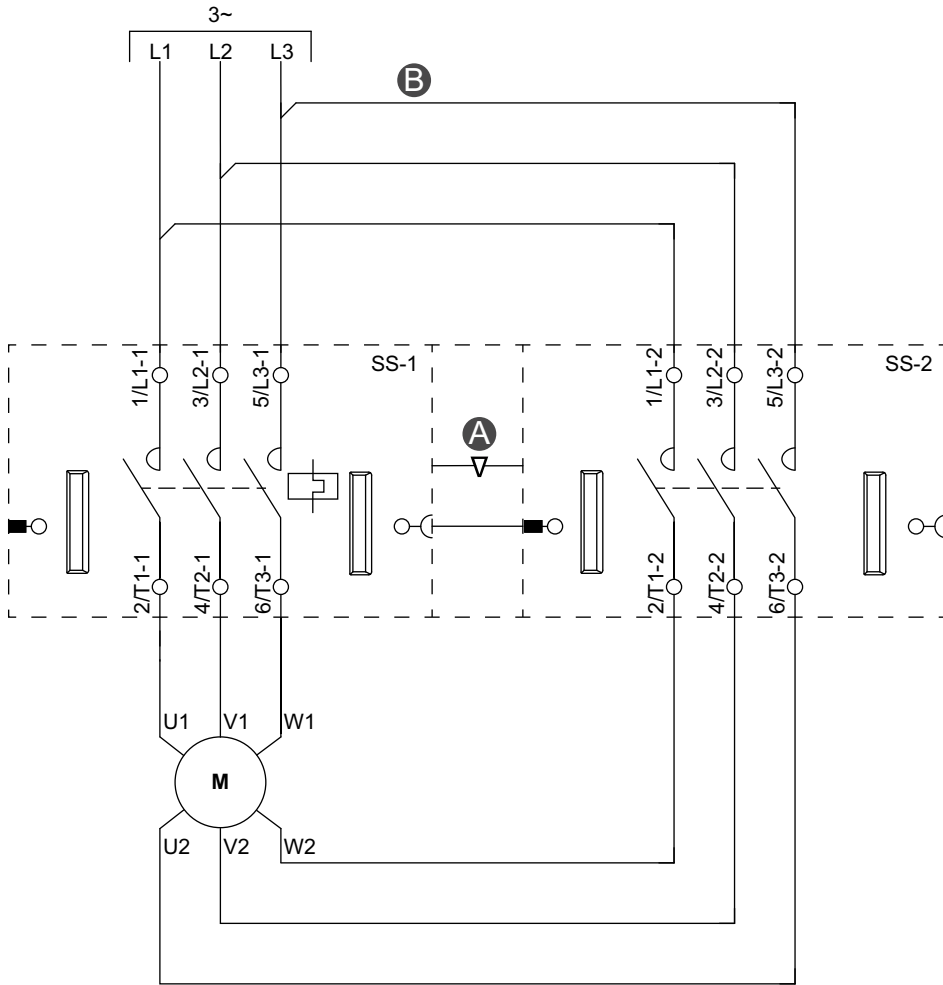 3~
L1 L2 L3
B
SS-1 SS-2
1/L1-1 3/L2-1 5/L3-1 1/L1-2 3/L2-2 5/L3-2
A
2/T1-1 4/T2-1 6/T3-1 2/T1-2 4/T2-2 6/T3-2
U1 V1 W1
M
U2 V2 W2